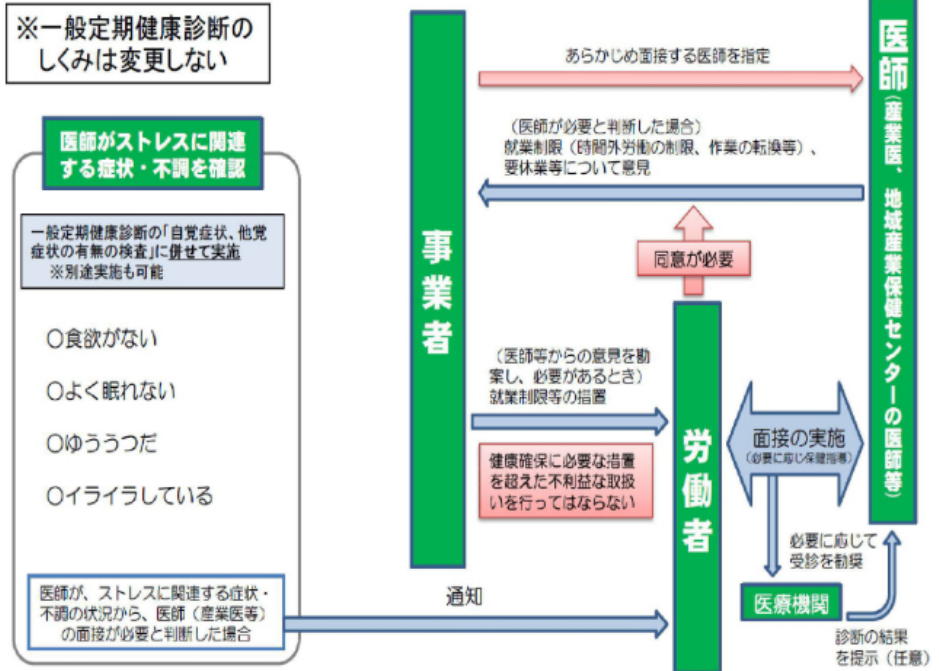 ※一般定期健康診断の
しくみは変更しない
医師がストレスに関連
する症状・不調を確認
一般定期健康診断の「自覚症状、他覚
症状の有無の検査」に併せて実施
※別途実施も可能
○食欲がない
○よく眠れない
○ゆううつだ
○イライラしている
医師が、ストレスに関連する症状・
不調の状況から、医師（産業医等）
の面接が必要と判断した場合
通知
事業者
あらかじめ面接する医師を指定
（医師が必要と判断した場合）
就業制限（時間外労働の制限、作業の転換等）、
要休業等について意見
同意が必要
（医師等からの意見を勘
案し、必要があるとき）
就業制限等の措置
健康確保に必要な措置
を超えた不利益な取扱
いを行ってはならない
労働者
面接の実施
（必要に応じ保健指導）
必要に応じて
受診を勧奨
医療機関
診断の結果
を提示（任意）
医師（産業医、地域産業保健センターの医師等）